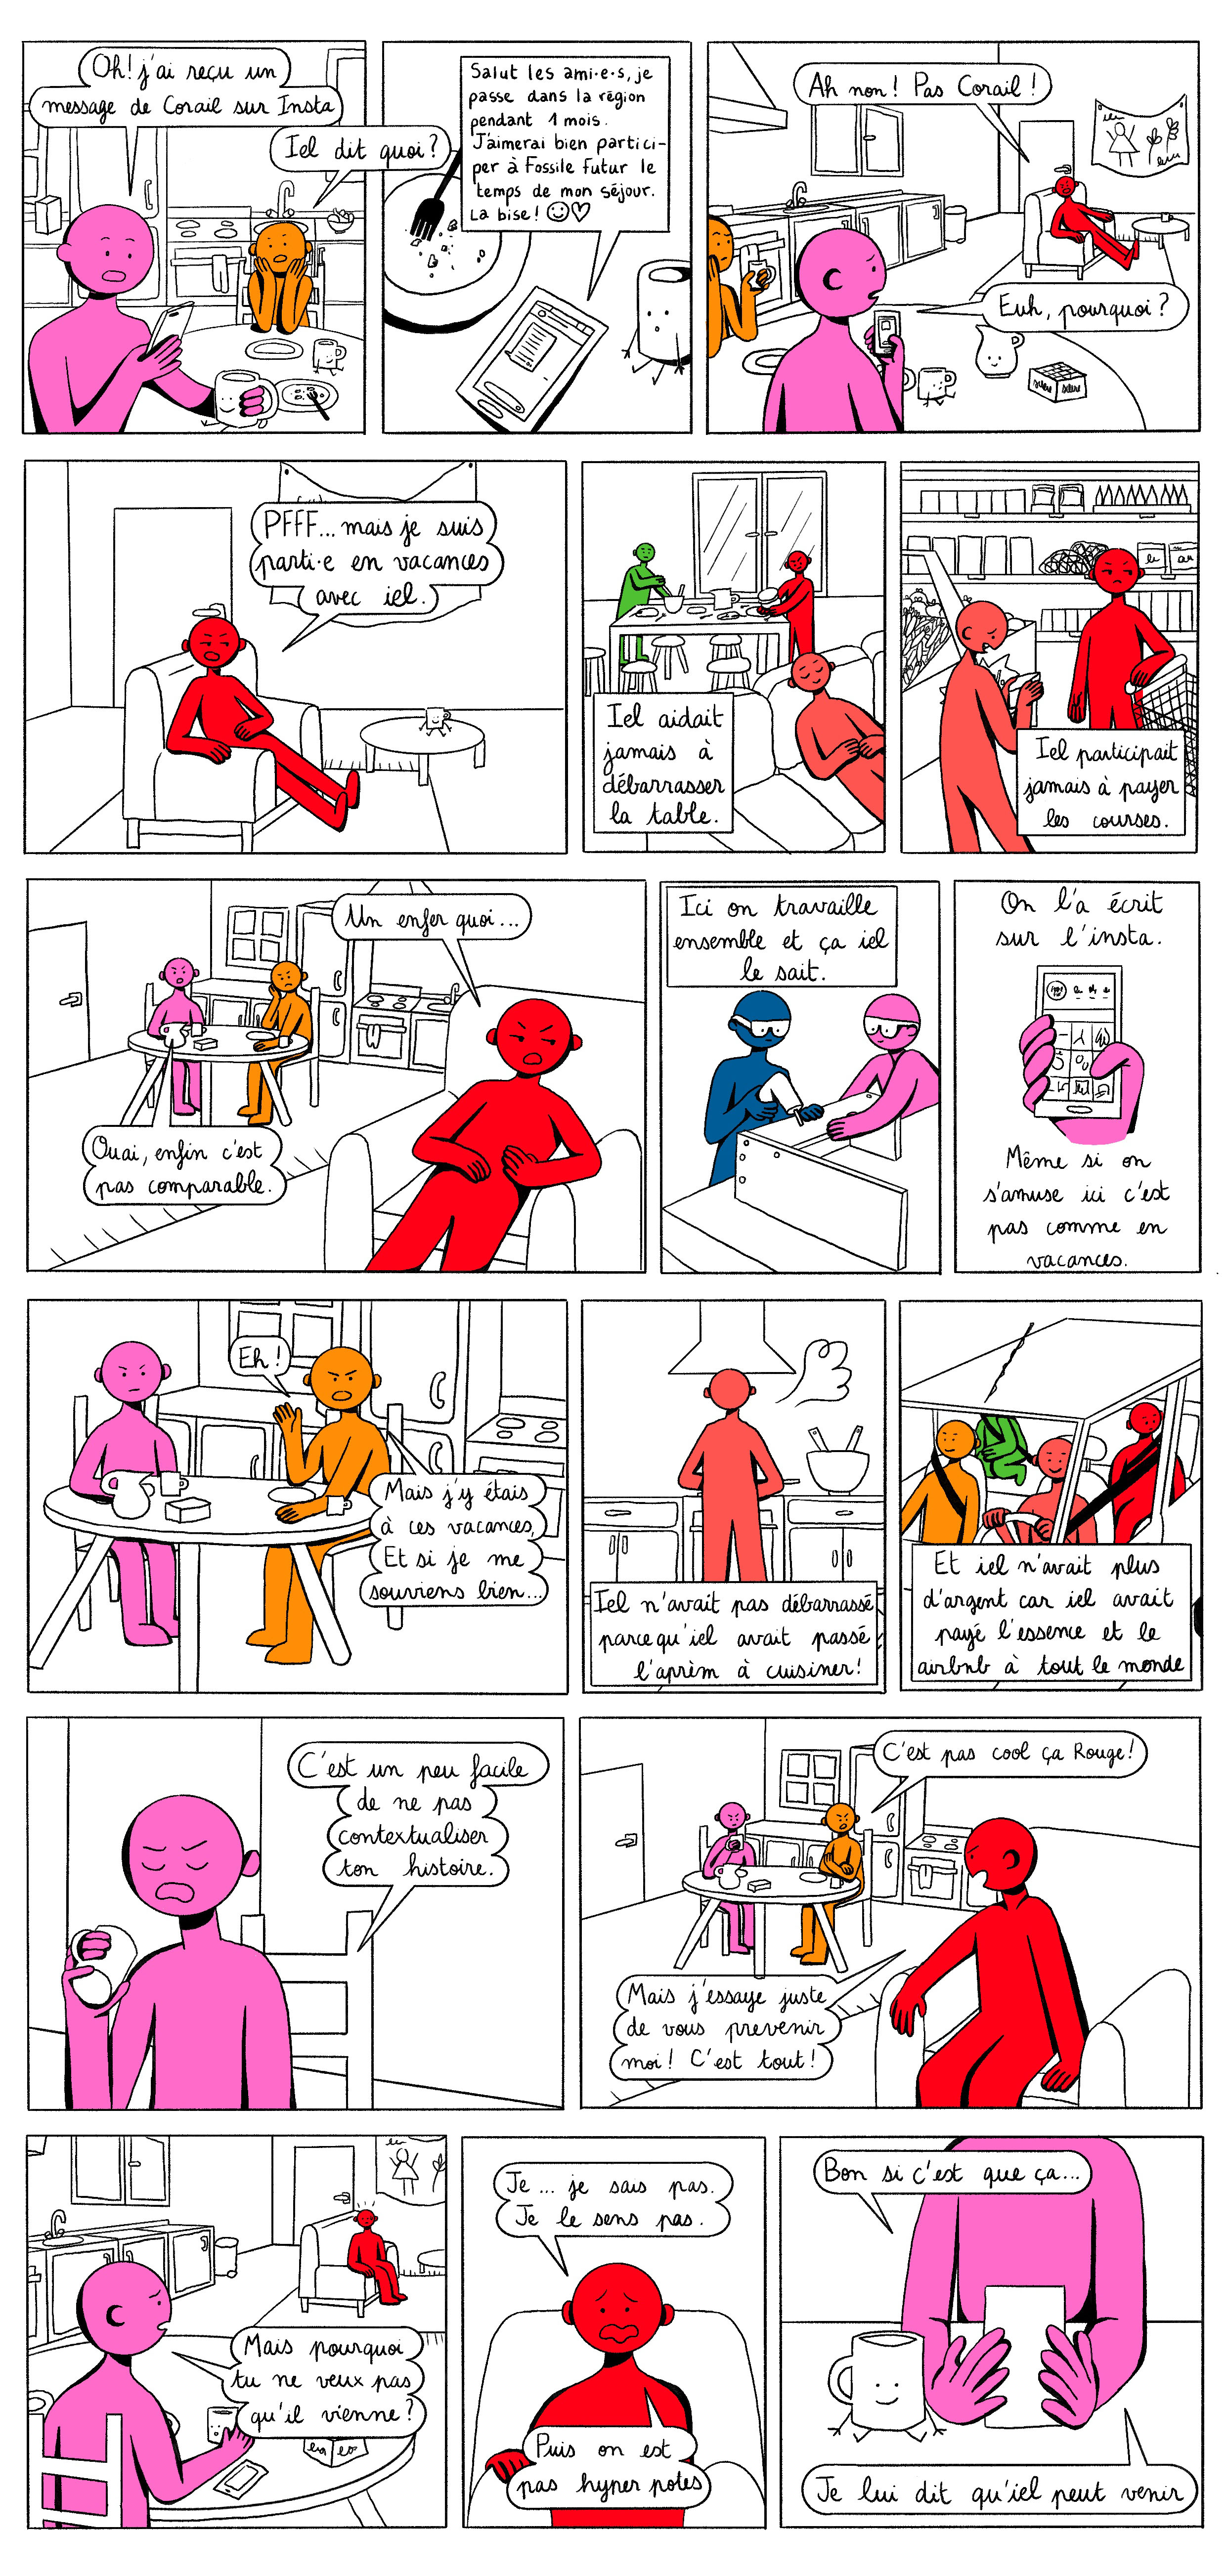 Oh! j'ai reçu un
message de Corail sur Insta
Iel dit quoi?
Salut les ami·e·s, je
passe dans la région
pendant 1 mois.
J'aimerai bien partici-
per à Fossile futur le
temps de mon séjour.
La bise! ☺♡
Ah non! Pas Corail!
Euh, pourquoi?
PFFF... mais je suis
parti·e en vacances
avec iel.
Iel aidait
jamais à
débarrasser
la table.
Iel participait
jamais à payer
les courses.
Un enfer quoi...
Ouai, enfin c'est
pas comparable.
Ici on travaille
ensemble et ça iel
le sait.
On l'a écrit
sur l'insta.
Même si on
s'amuse ici c'est
pas comme en
vacances.
Eh!
Mais j'y étais
à ces vacances,
Et si je me
souviens bien...
Iel n'avait pas débarrassé
parcequ'iel avait passé
l'aprèm à cuisiner!
Et iel n'avait plus
d'argent car iel avait
payé l'essence et le
airbnb à tout le monde
C'est un peu facile
de ne pas
contextualiser
ton histoire.
C'est pas cool ça Rouge!
Mais j'essaye juste
de vous prevenir
moi! C'est tout!
Mais pourquoi
tu ne veux pas
qu'il vienne?
Je... je sais pas.
Je le sens pas.
Puis on est
pas hyper potes
Bon si c'est que ça...
Je lui dit qu'iel peut venir